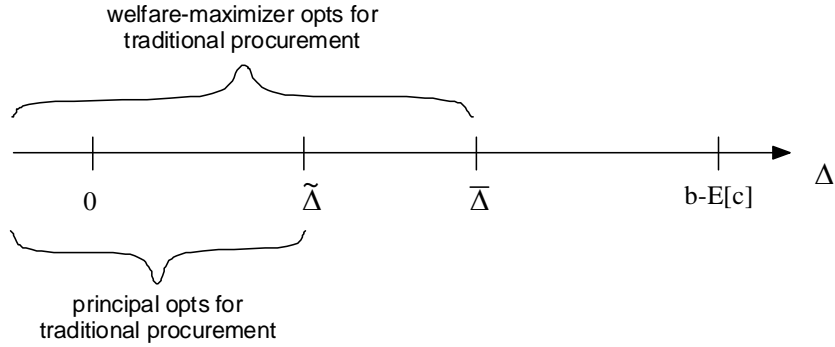 welfare-maximizer opts for
traditional procurement
0
Δ̃
Δ̅
b-E[c]
Δ
principal opts for
traditional procurement